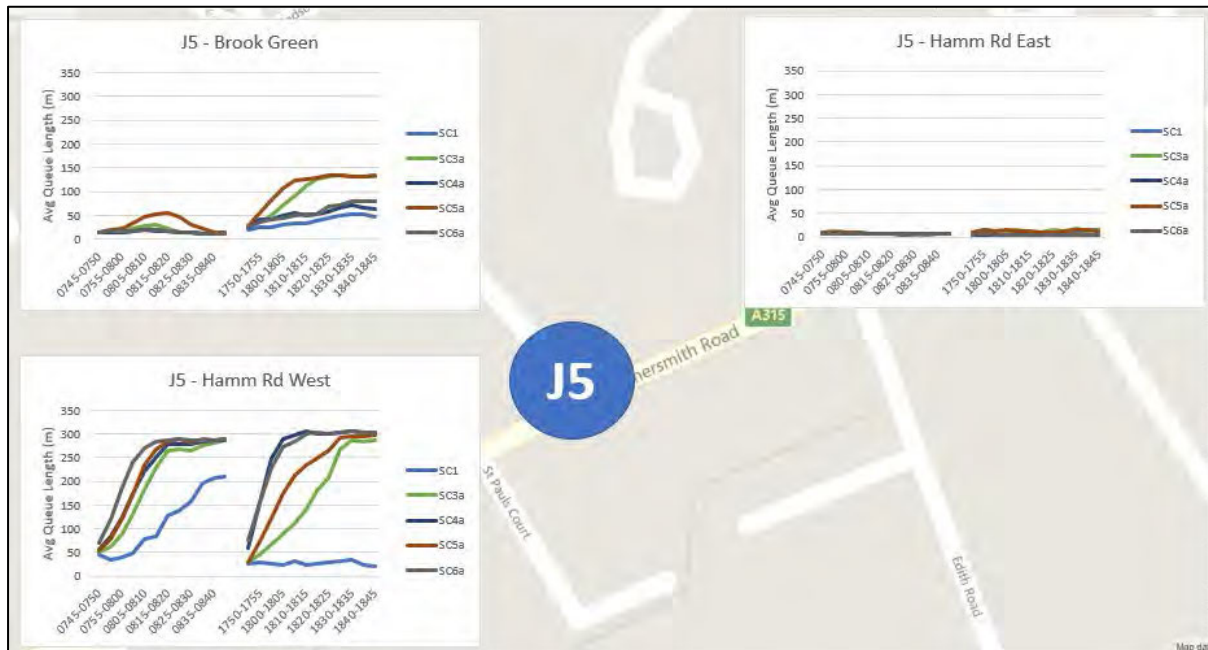 J5 - Brook Green
Avg Queue Length (m)
350
300
250
200
150
100
50
0
0745-0750
0755-0800
0805-0810
0815-0820
0825-0830
0835-0840
1750-1755
1800-1805
1810-1815
1820-1825
1830-1835
1840-1845
SC1
SC3a
SC4a
SC5a
SC6a
J5 - Hamm Rd East
Avg Queue Length (m)
350
300
250
200
150
100
50
0
0745-0750
0755-0800
0805-0810
0815-0820
0825-0830
0835-0840
1750-1755
1800-1805
1810-1815
1820-1825
1830-1835
1840-1845
SC1
SC3a
SC4a
SC5a
SC6a
A315
mersmith Road
J5
J5 - Hamm Rd West
Avg Queue Length (m)
350
300
250
200
150
100
50
0
0745-0750
0755-0800
0805-0810
0815-0820
0825-0830
0835-0840
1750-1755
1800-1805
1810-1815
1820-1825
1830-1835
1840-1845
SC1
SC3a
SC4a
SC5a
SC6a
St Pauls Court
Edith Road
Map da